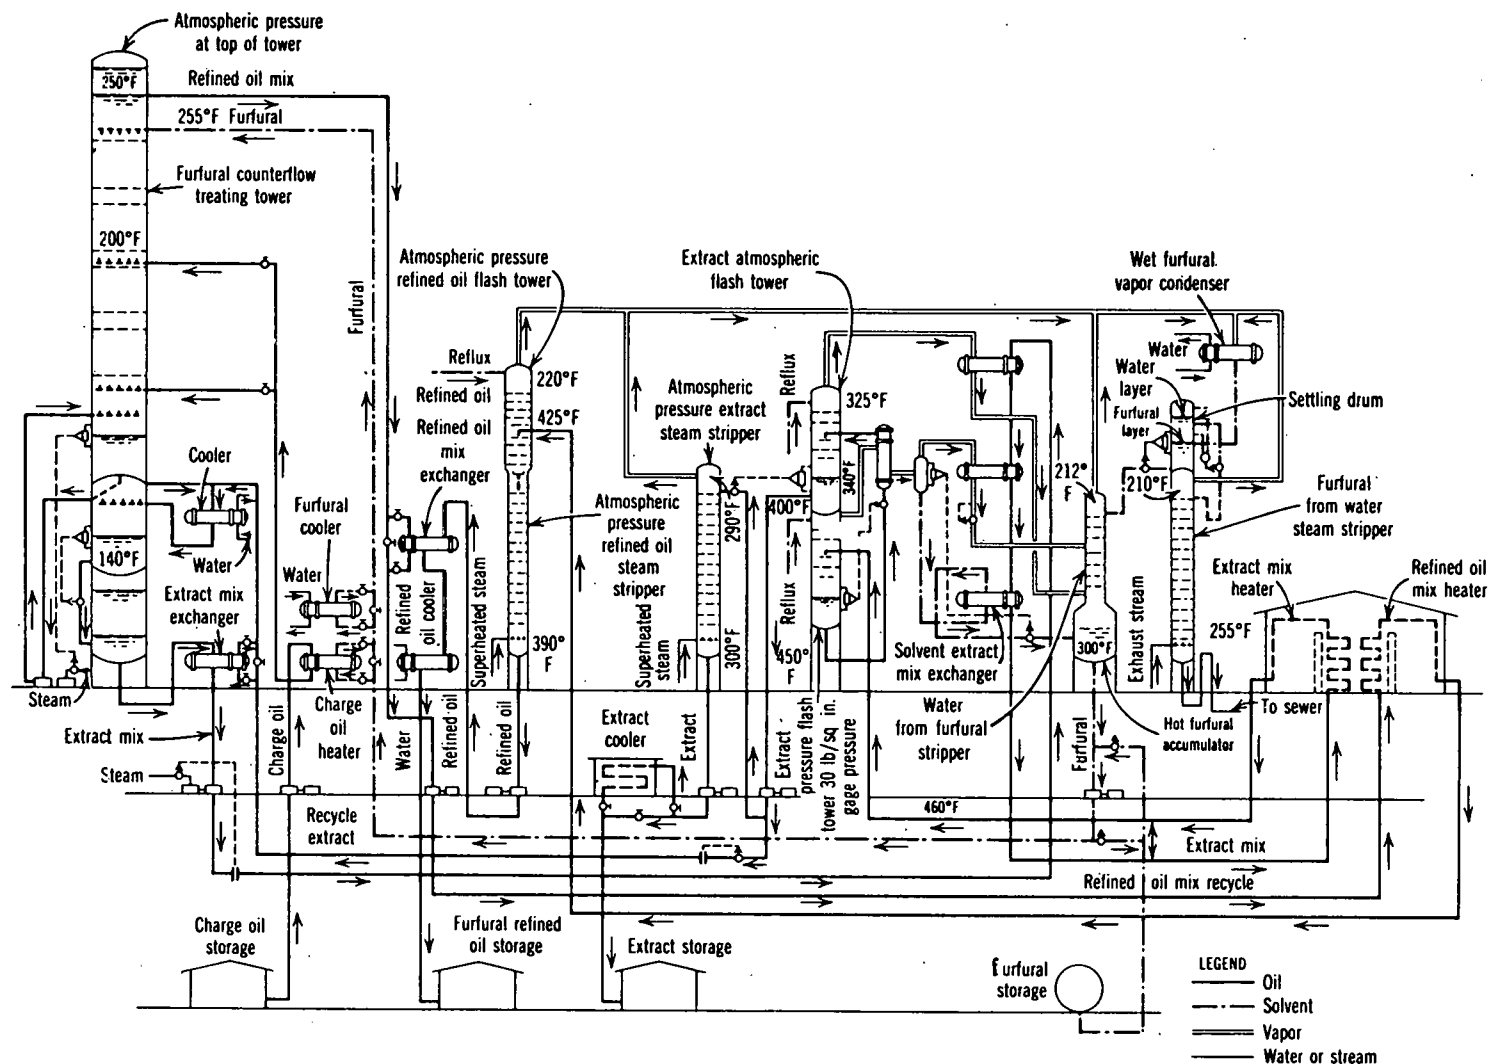 Atmospheric pressure
at top of tower
250°F
Refined oil mix
255°F Furfural
Furfural counterflow
treating tower
200°F
Furfural
Atmospheric pressure
refined oil flash tower
Extract atmospheric
flash tower
Wet furfural
vapor condenser
Reflux
220°F
Refined oil
425°F
Refined oil
mix
exchanger
Atmospheric
pressure extract
steam stripper
Reflux
325°F
Water
Water
layer
Furfural
layer
Settling drum
Cooler
Furfural
cooler
340°F
212°
F
210°F
Furfural
from water
steam stripper
Atmospheric
pressure
refined oil
steam
stripper
290°F
400°F
140°F
Water
Water
Extract mix
exchanger
Refined
oil cooler
Superheated steam
Superheated
steam
Reflux
Extract mix
heater
Refined oil
mix heater
Exhaust stream
255°F
390°
F
300°F
450°
F
Solvent extract
mix exchanger
300°F
Steam
Extract mix
Charge oil
Charge
oil
heater
Water
Refined oil
Refined oil
Extract
cooler
Extract
Extract
pressure flash
tower 30 lb/sq in.
gage pressure
Water
from furfural
stripper
Furfural
Hot furfural
accumulator
To sewer
Steam
Recycle
extract
460°F
Extract mix
Refined oil mix recycle
Charge oil
storage
Furfural refined
oil storage
Extract storage
furfural
storage
LEGEND
Oil
Solvent
Vapor
Water or stream